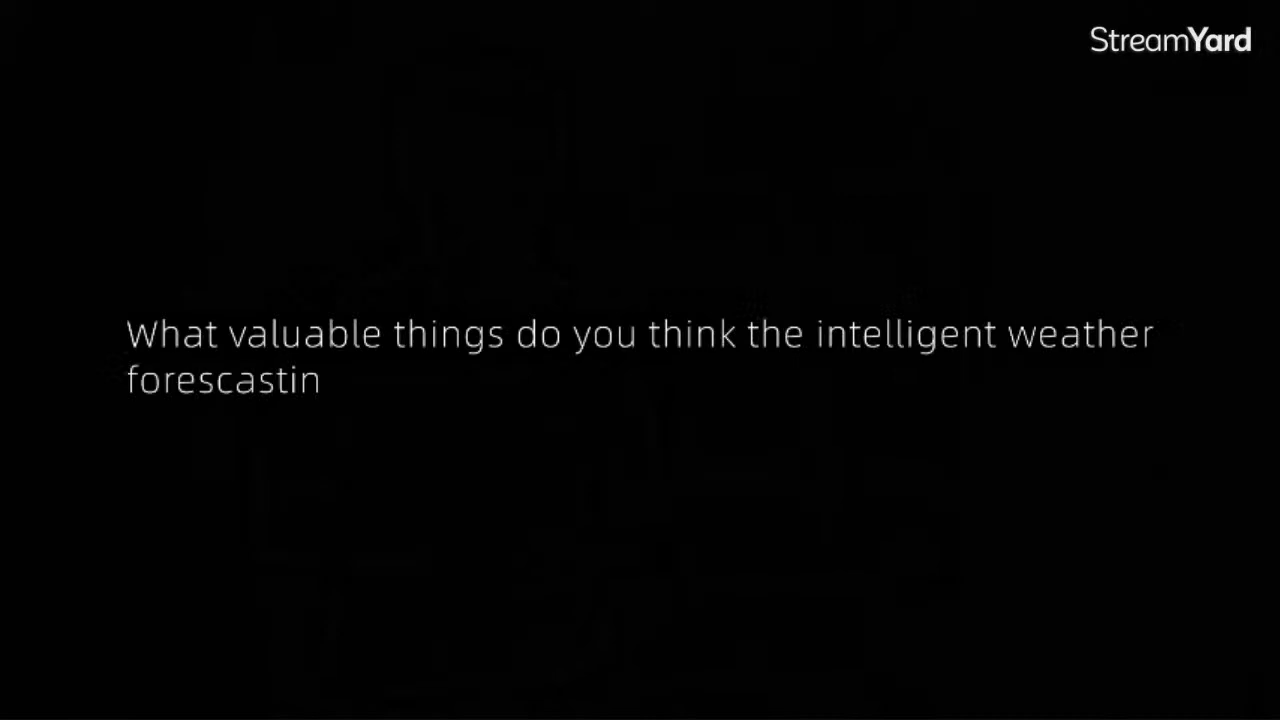 StreamYard
What valuable things do you think the intelligent weather
forescastin